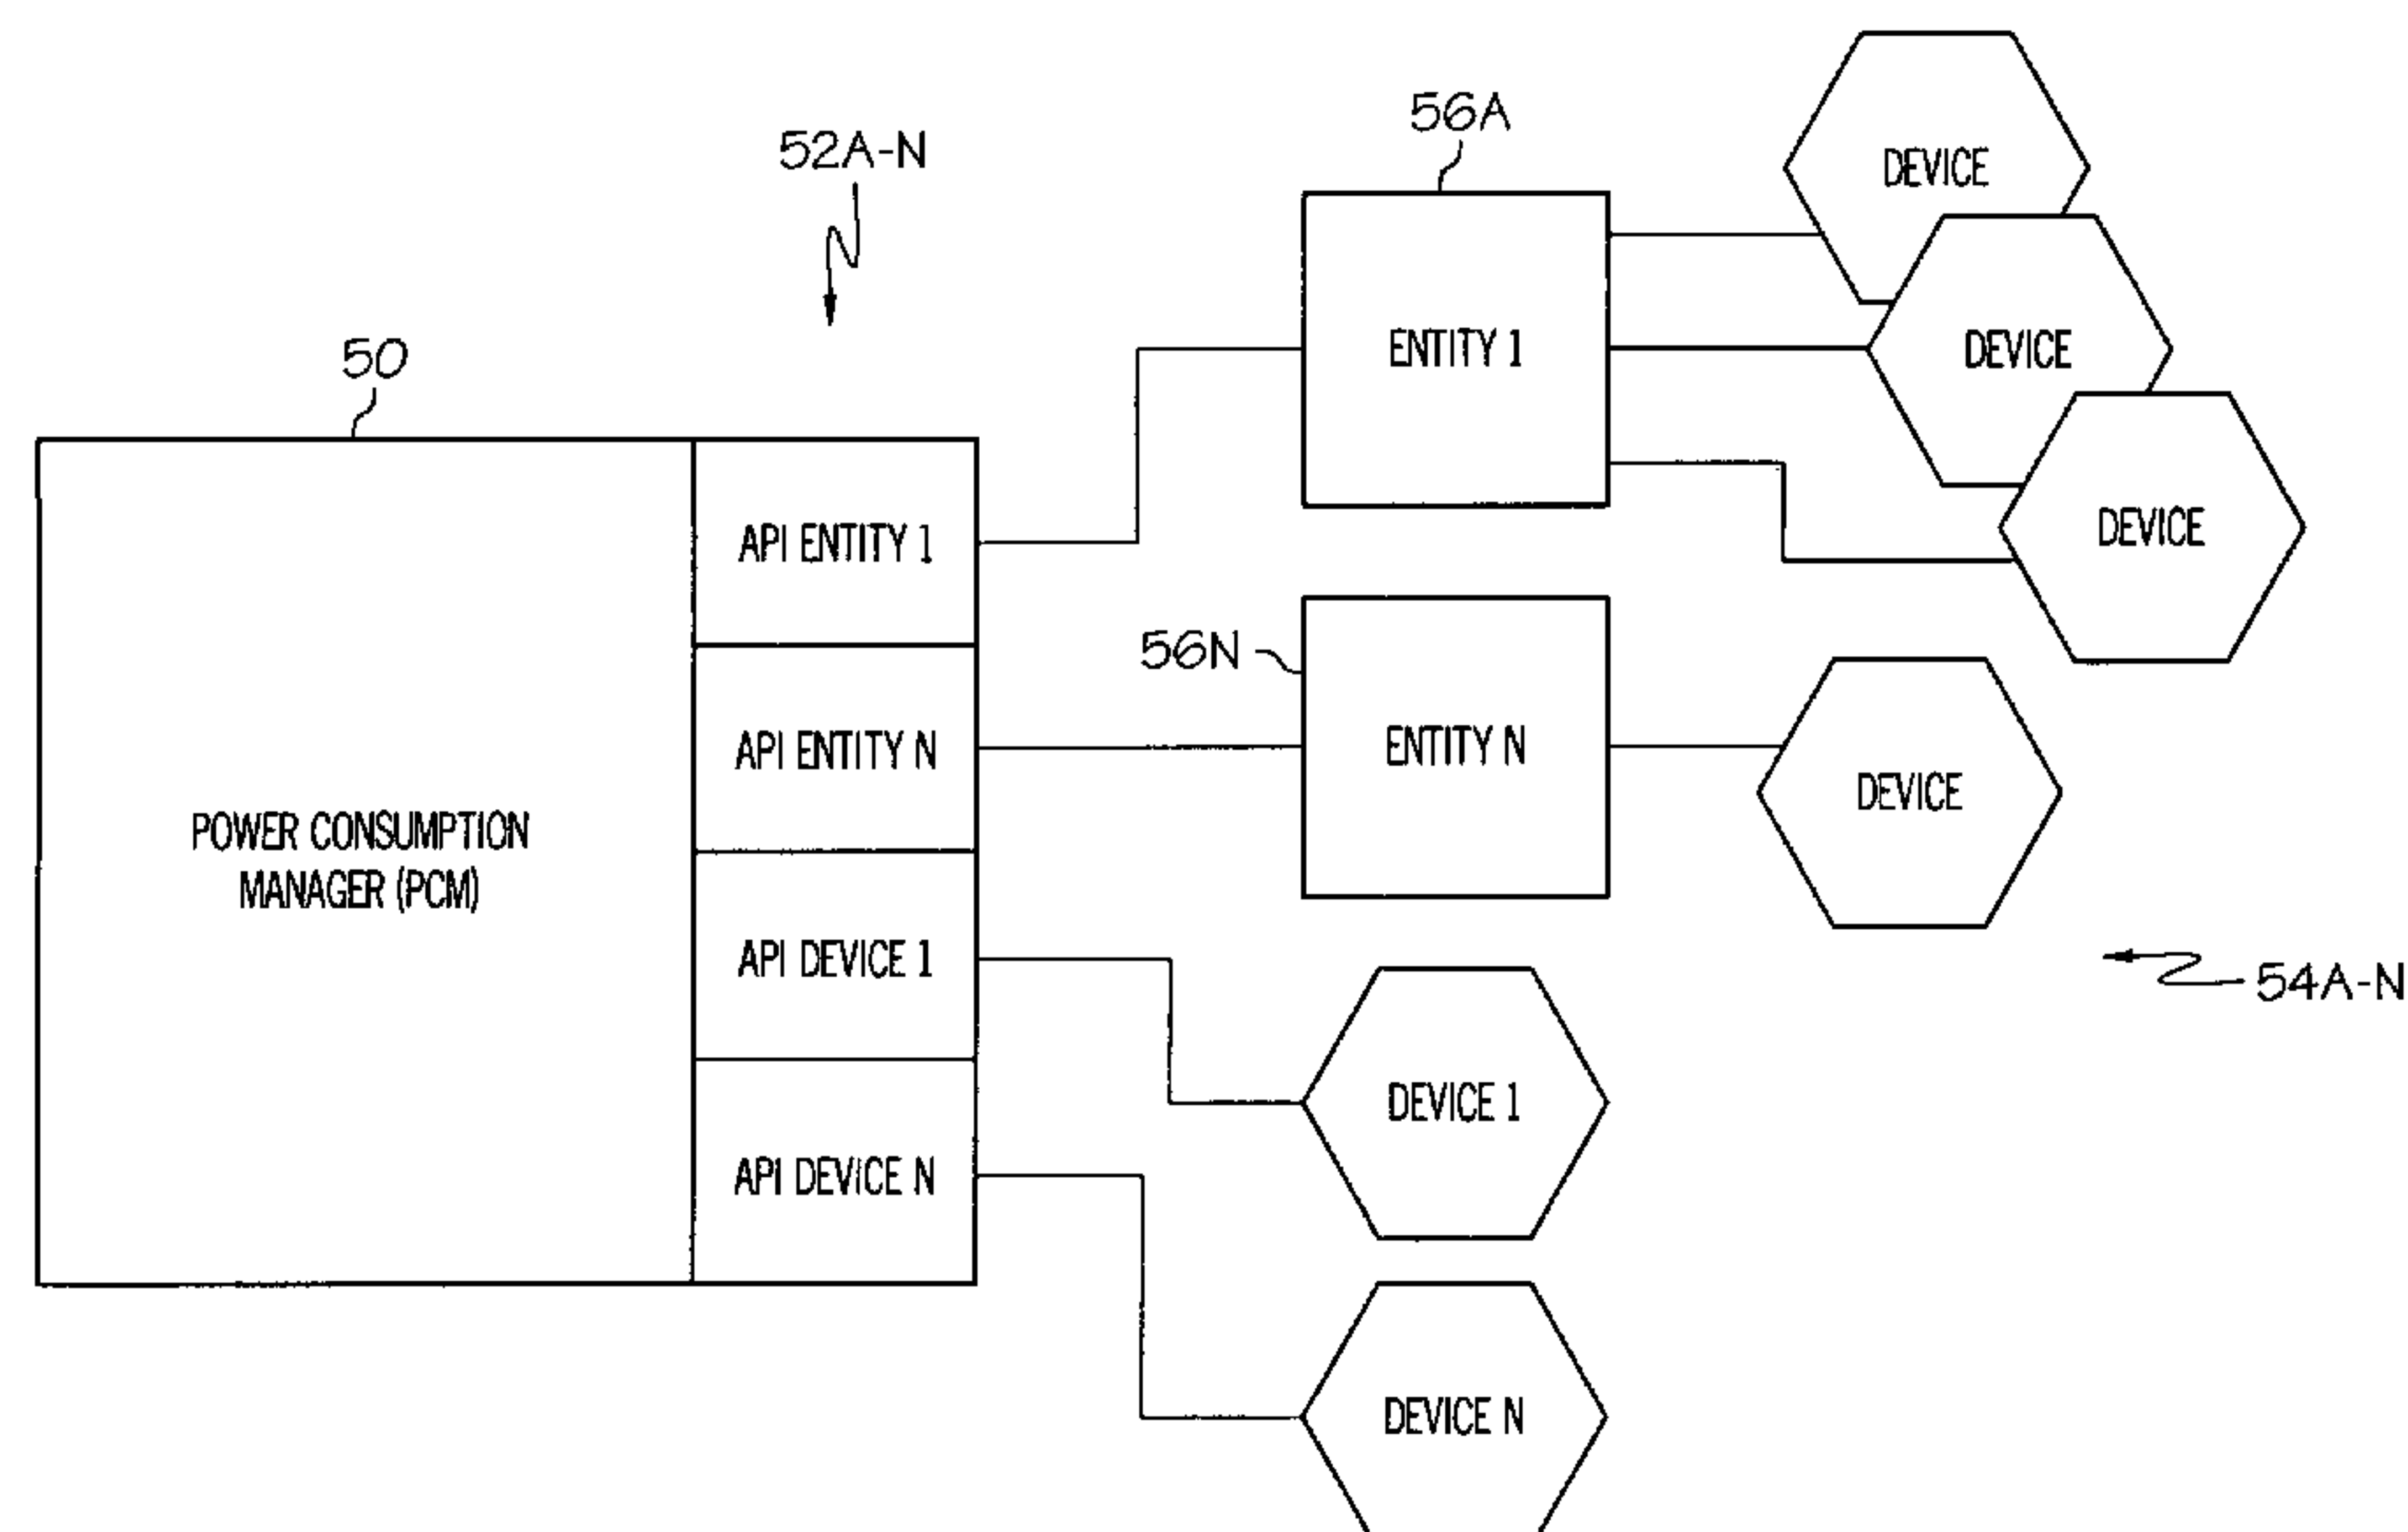 56A
DEVICE
52A-N
50
ENTITY 1
DEVICE
API ENTITY 1
DEVICE
56N
API ENTITY N
ENTITY N
DEVICE
POWER CONSUMPTION
MANAGER (PCM)
API DEVICE 1
54A-N
DEVICE 1
API DEVICE N
DEVICE N